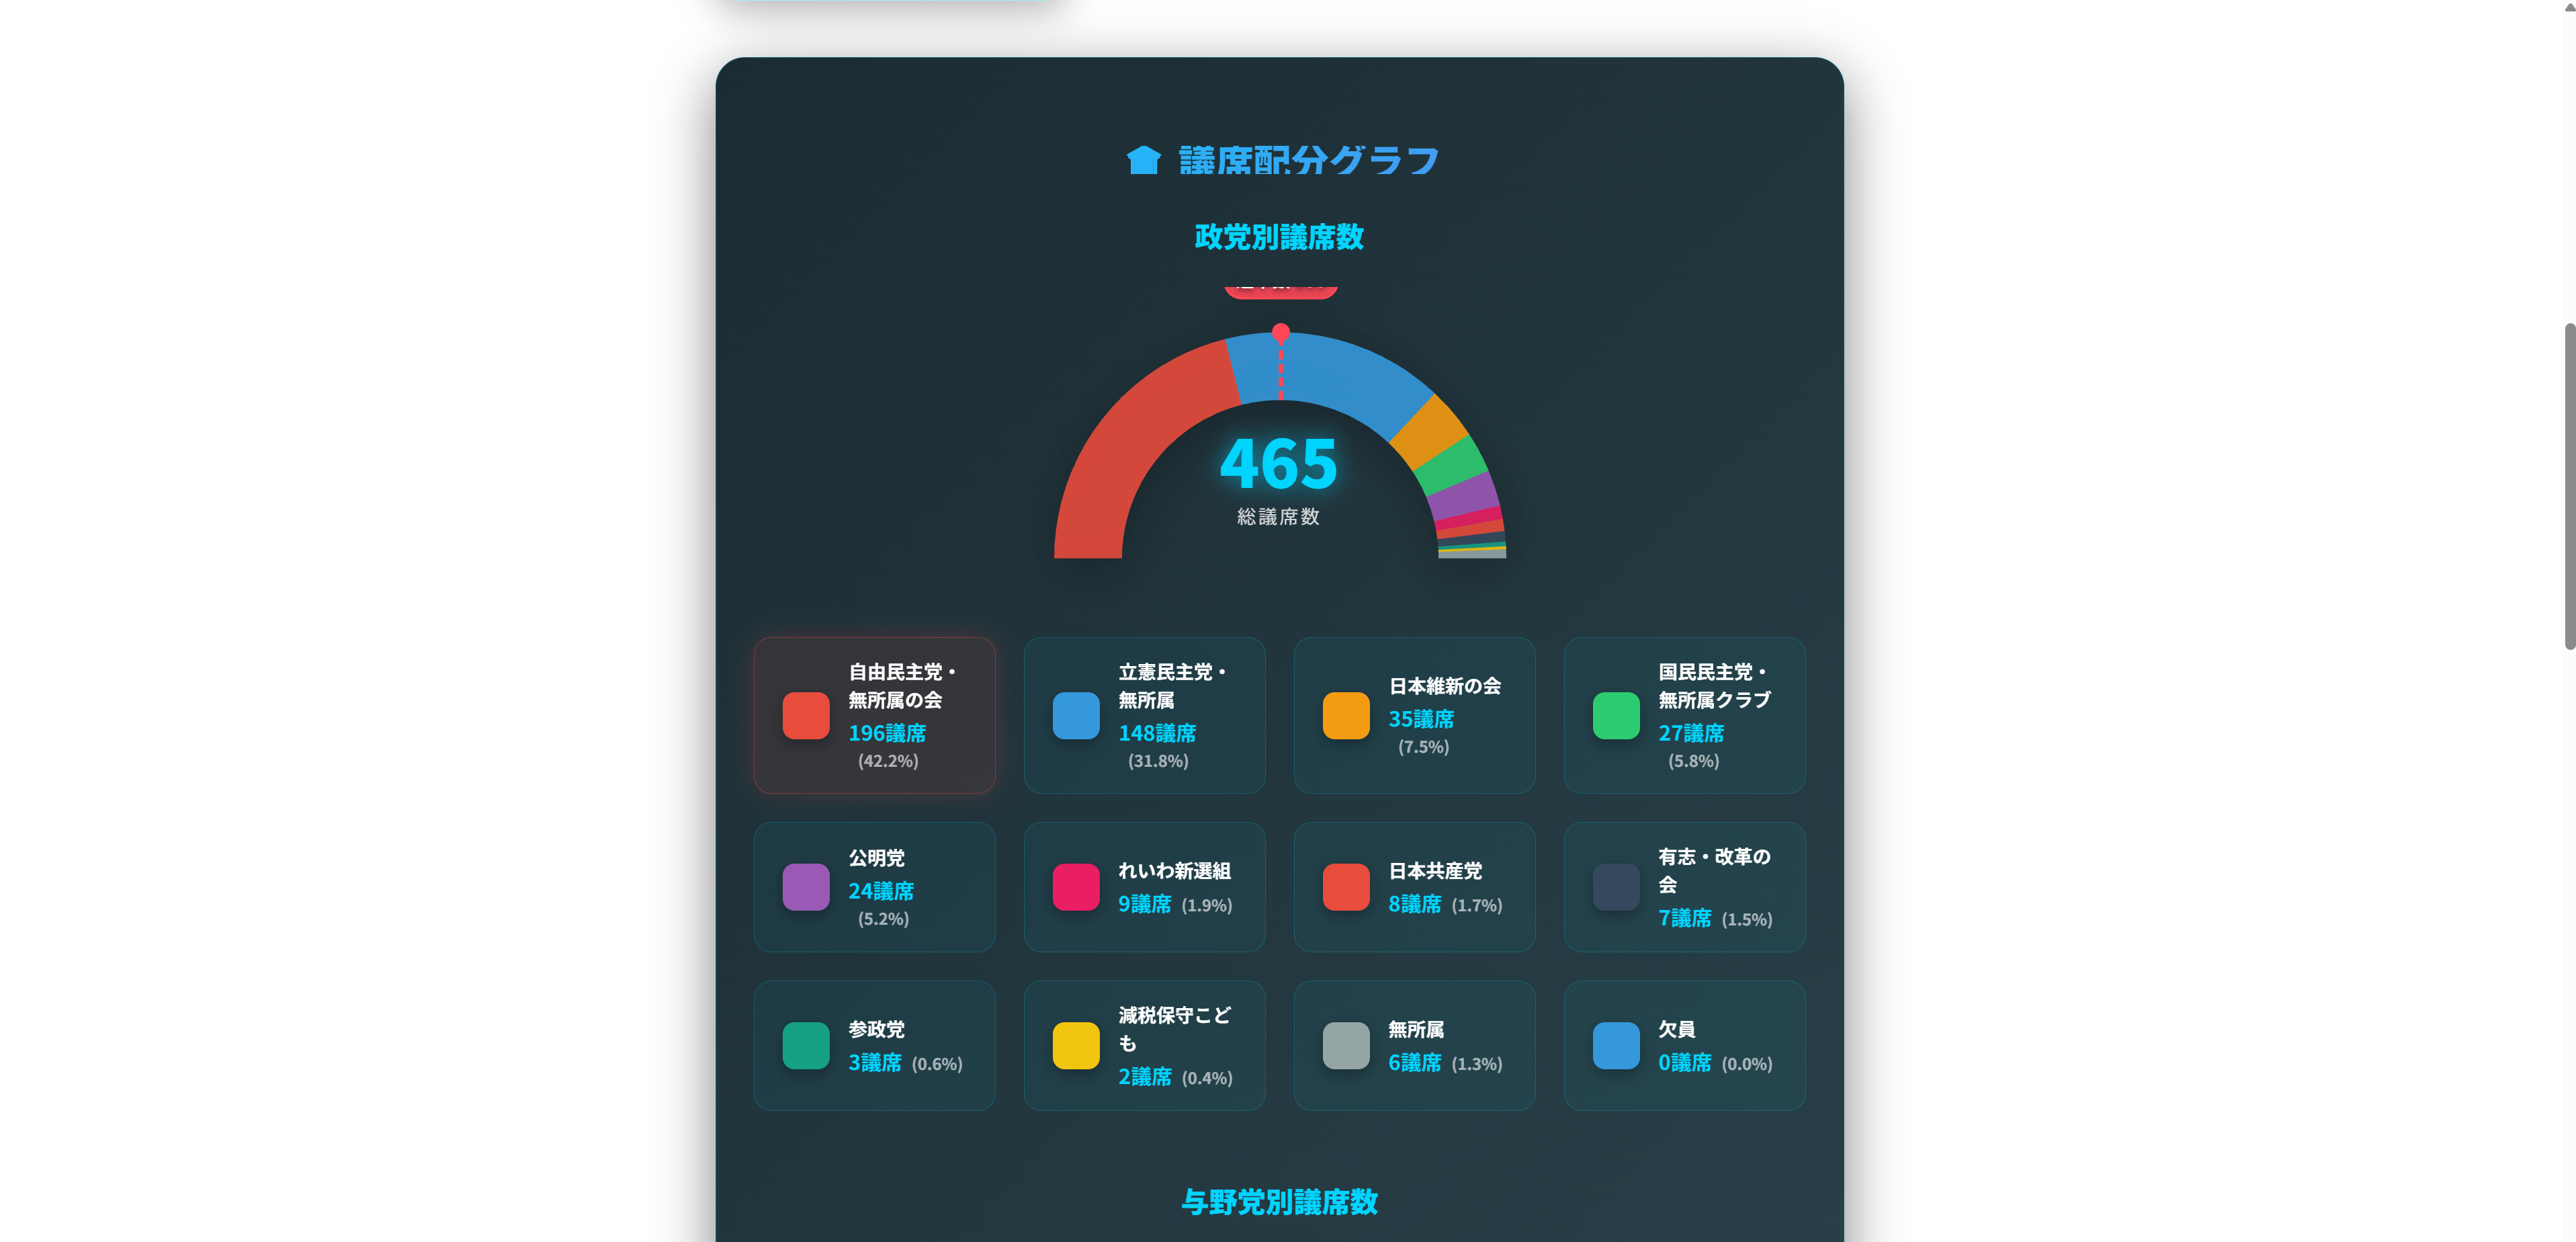 議席配分グラフ
政党別議席数
465
総議席数
自由民主党・
無所属の会
196議席
(42.2%)
立憲民主党・
無所属
148議席
(31.8%)
日本維新の会
35議席
(7.5%)
国民民主党・
無所属クラブ
27議席
(5.8%)
公明党
24議席
(5.2%)
れいわ新選組
9議席 (1.9%)
日本共産党
8議席 (1.7%)
有志・改革の
会
7議席 (1.5%)
参政党
3議席 (0.6%)
減税保守こど
も
2議席 (0.4%)
無所属
6議席 (1.3%)
欠員
0議席 (0.0%)
与野党別議席数